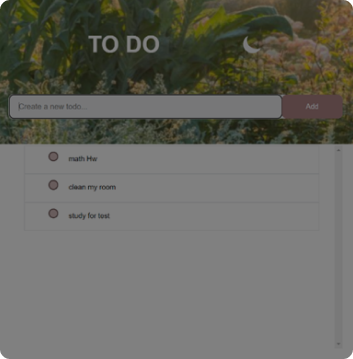 TO DO
Create a new todo...
Add
math Hw
clean my room
study for test